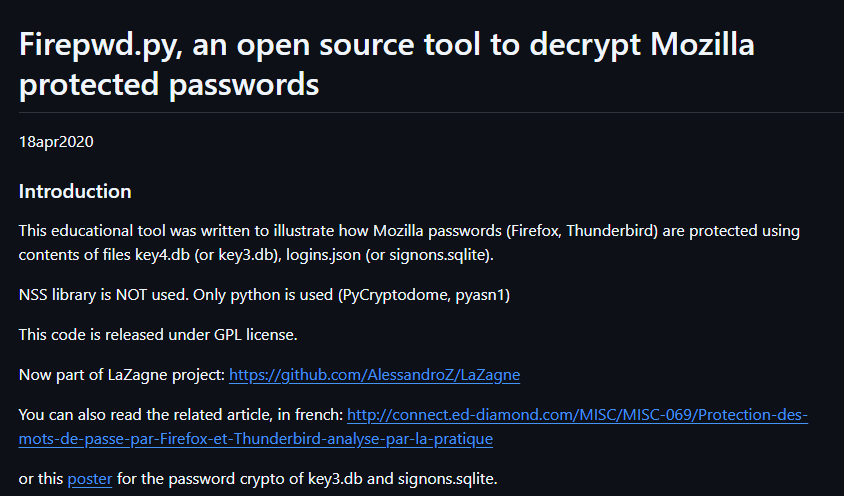 Firepwd.py, an open source tool to decrypt Mozilla
protected passwords
18apr2020
Introduction
This educational tool was written to illustrate how Mozilla passwords (Firefox, Thunderbird) are protected using
contents of files key4.db (or key3.db), logins.json (or signons.sqlite).
NSS library is NOT used. Only python is used (PyCryptodome, pyasn1)
This code is released under GPL license.
Now part of LaZagne project: https://github.com/AlessandroZ/LaZagne
You can also read the related article, in french: http://connect.ed-diamond.com/MISC/MISC-069/Protection-des-
mots-de-passe-par-Firefox-et-Thunderbird-analyse-par-la-pratique
or this poster for the password crypto of key3.db and signons.sqlite.